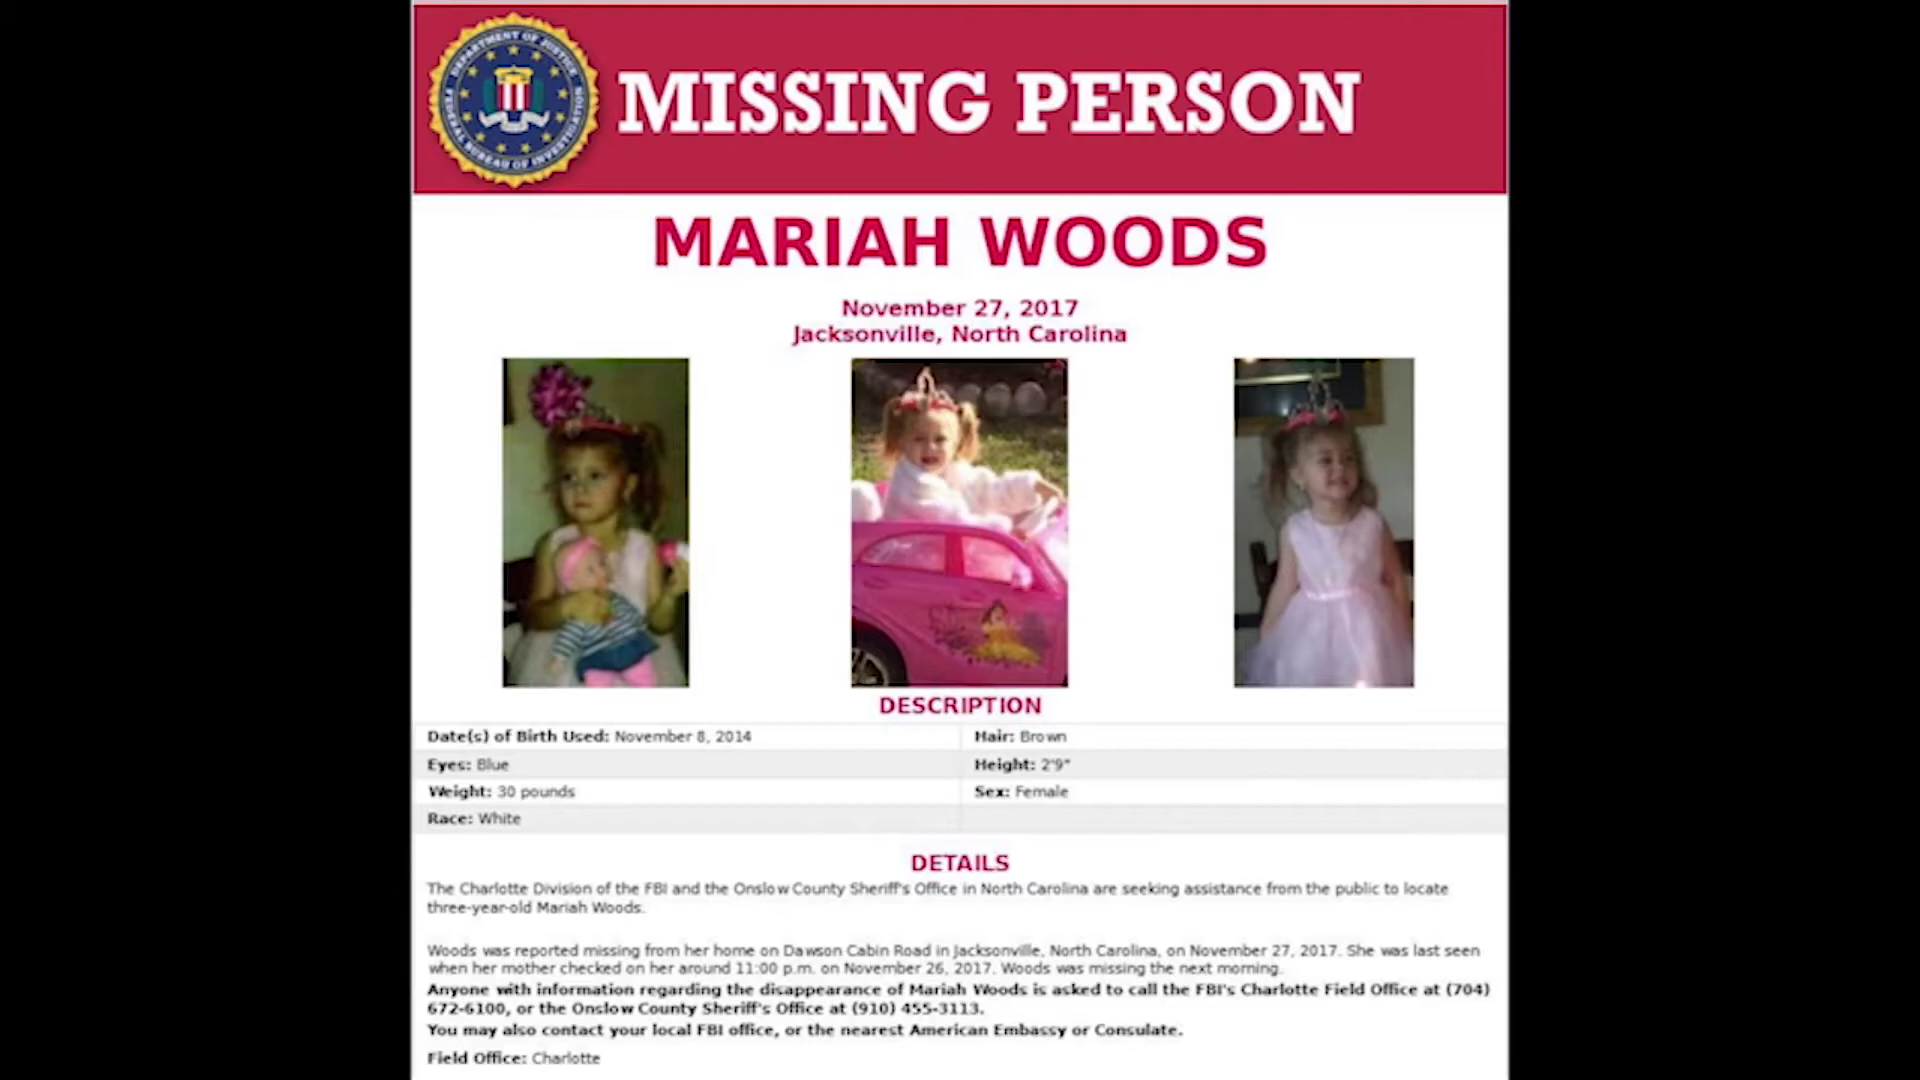 DEPARTMENT OF JUSTICE
FEDERAL BUREAU OF INVESTIGATION
MISSING PERSON
MARIAH WOODS
November 27, 2017
Jacksonville, North Carolina
DESCRIPTION
Date(s) of Birth Used: November 8, 2014
Hair: Brown
Eyes: Blue
Height: 2'9"
Weight: 30 pounds
Sex: Female
Race: White
DETAILS
The Charlotte Division of the FBI and the Onslow County Sheriff's Office in North Carolina are seeking assistance from the public to locate
three-year-old Mariah Woods.
Woods was reported missing from her home on Dawson Cabin Road in Jacksonville, North Carolina, on November 27, 2017. She was last seen
when her mother checked on her around 11:00 p.m. on November 26, 2017. Woods was missing the next morning.
Anyone with information regarding the disappearance of Mariah Woods is asked to call the FBI's Charlotte Field Office at (704)
672-6100, or the Onslow County Sheriff's Office at (910) 455-3113.
You may also contact your local FBI office, or the nearest American Embassy or Consulate.
Field Office: Charlotte